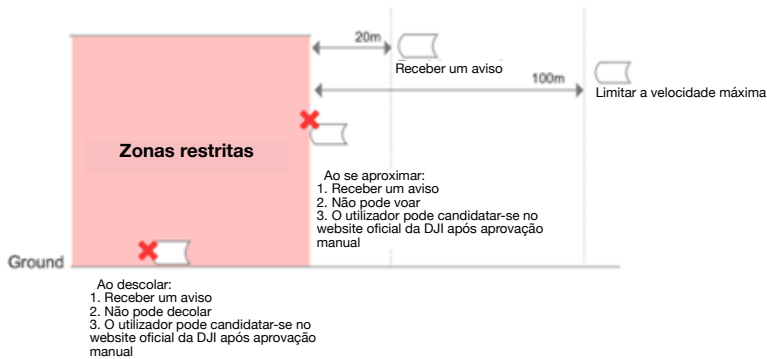 20m
Receber um aviso
100m
Limitar a velocidade máxima
Zonas restritas
Ao se aproximar:
1. Receber um aviso
2. Não pode voar
3. O utilizador pode candidatar-se no
website oficial da DJI após aprovação
manual
Ground
Ao descolar:
1. Receber um aviso
2. Não pode decolar
3. O utilizador pode candidatar-se no
website oficial da DJI após aprovação
manual